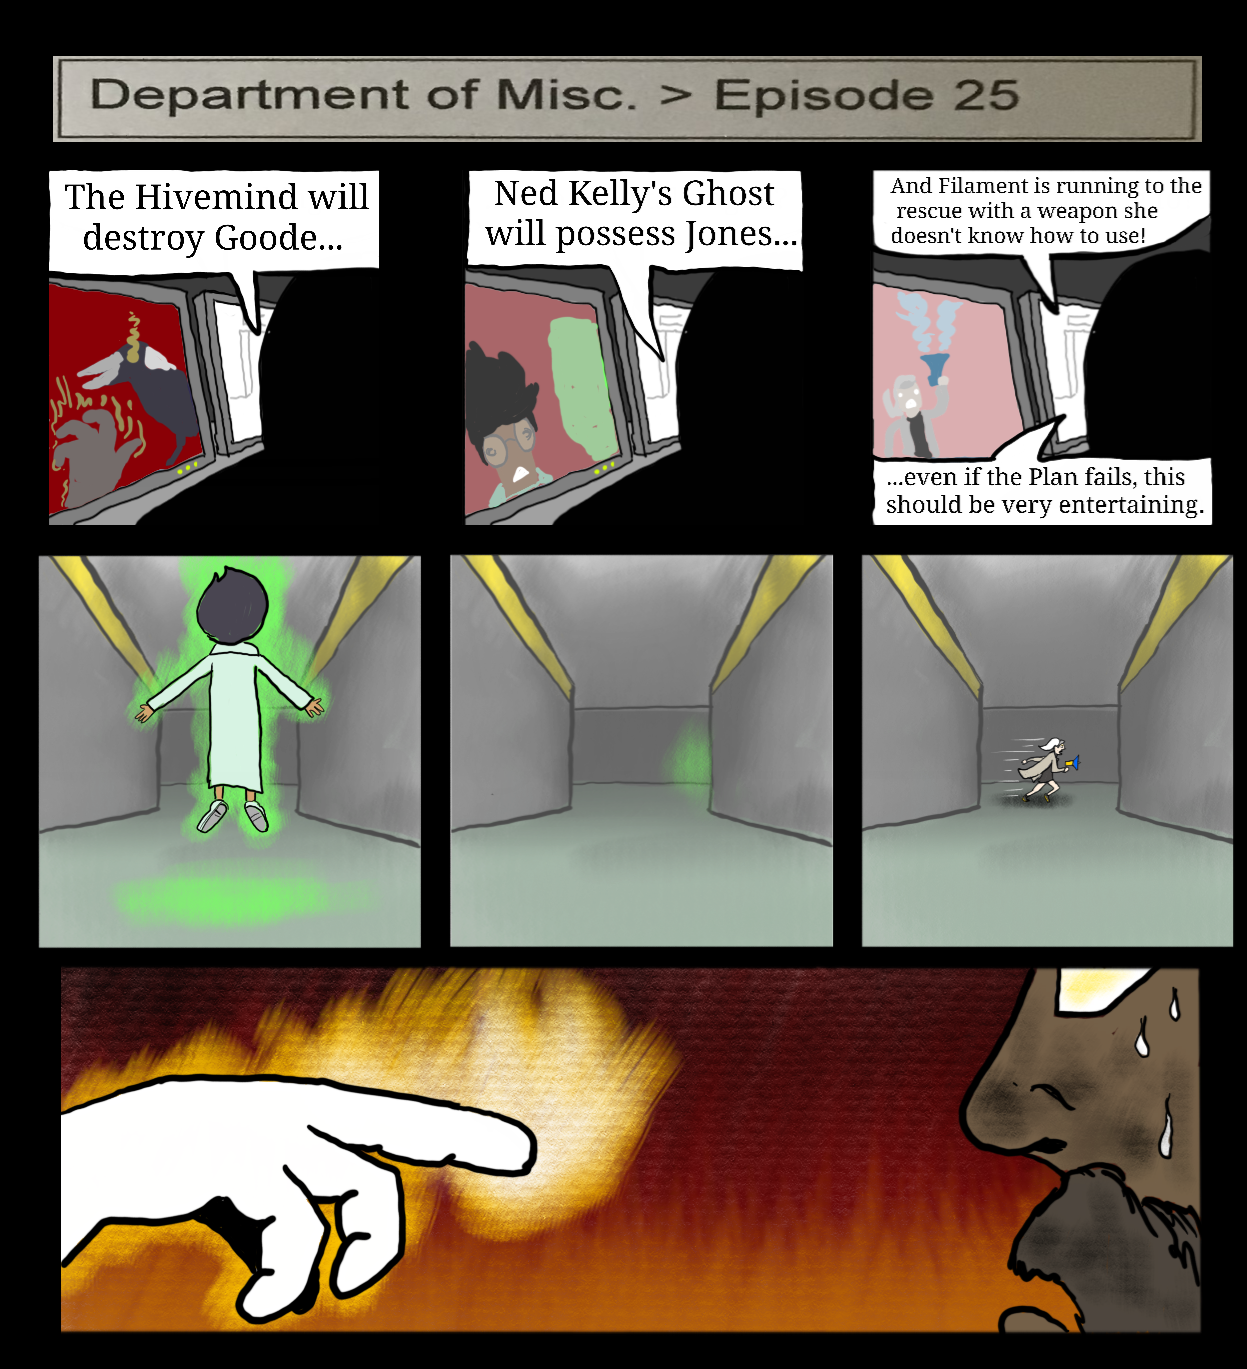 Department of Misc. > Episode 25
The Hivemind will
destroy Goode...
Ned Kelly's Ghost
will possess Jones...
And Filament is running to the
rescue with a weapon she
doesn't know how to use!
...even if the Plan fails, this
should be very entertaining.